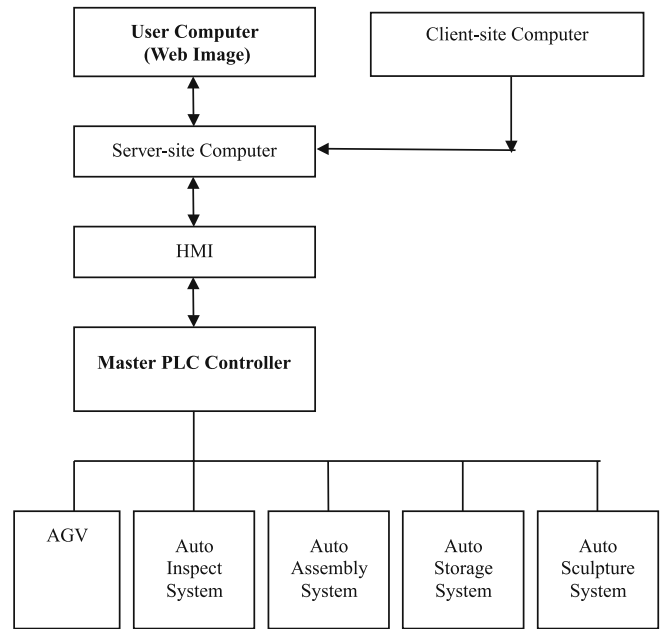 User Computer
(Web Image)
Client-site Computer
Server-site Computer
HMI
Master PLC Controller
AGV
Auto
Inspect
System
Auto
Assembly
System
Auto
Storage
System
Auto
Sculpture
System